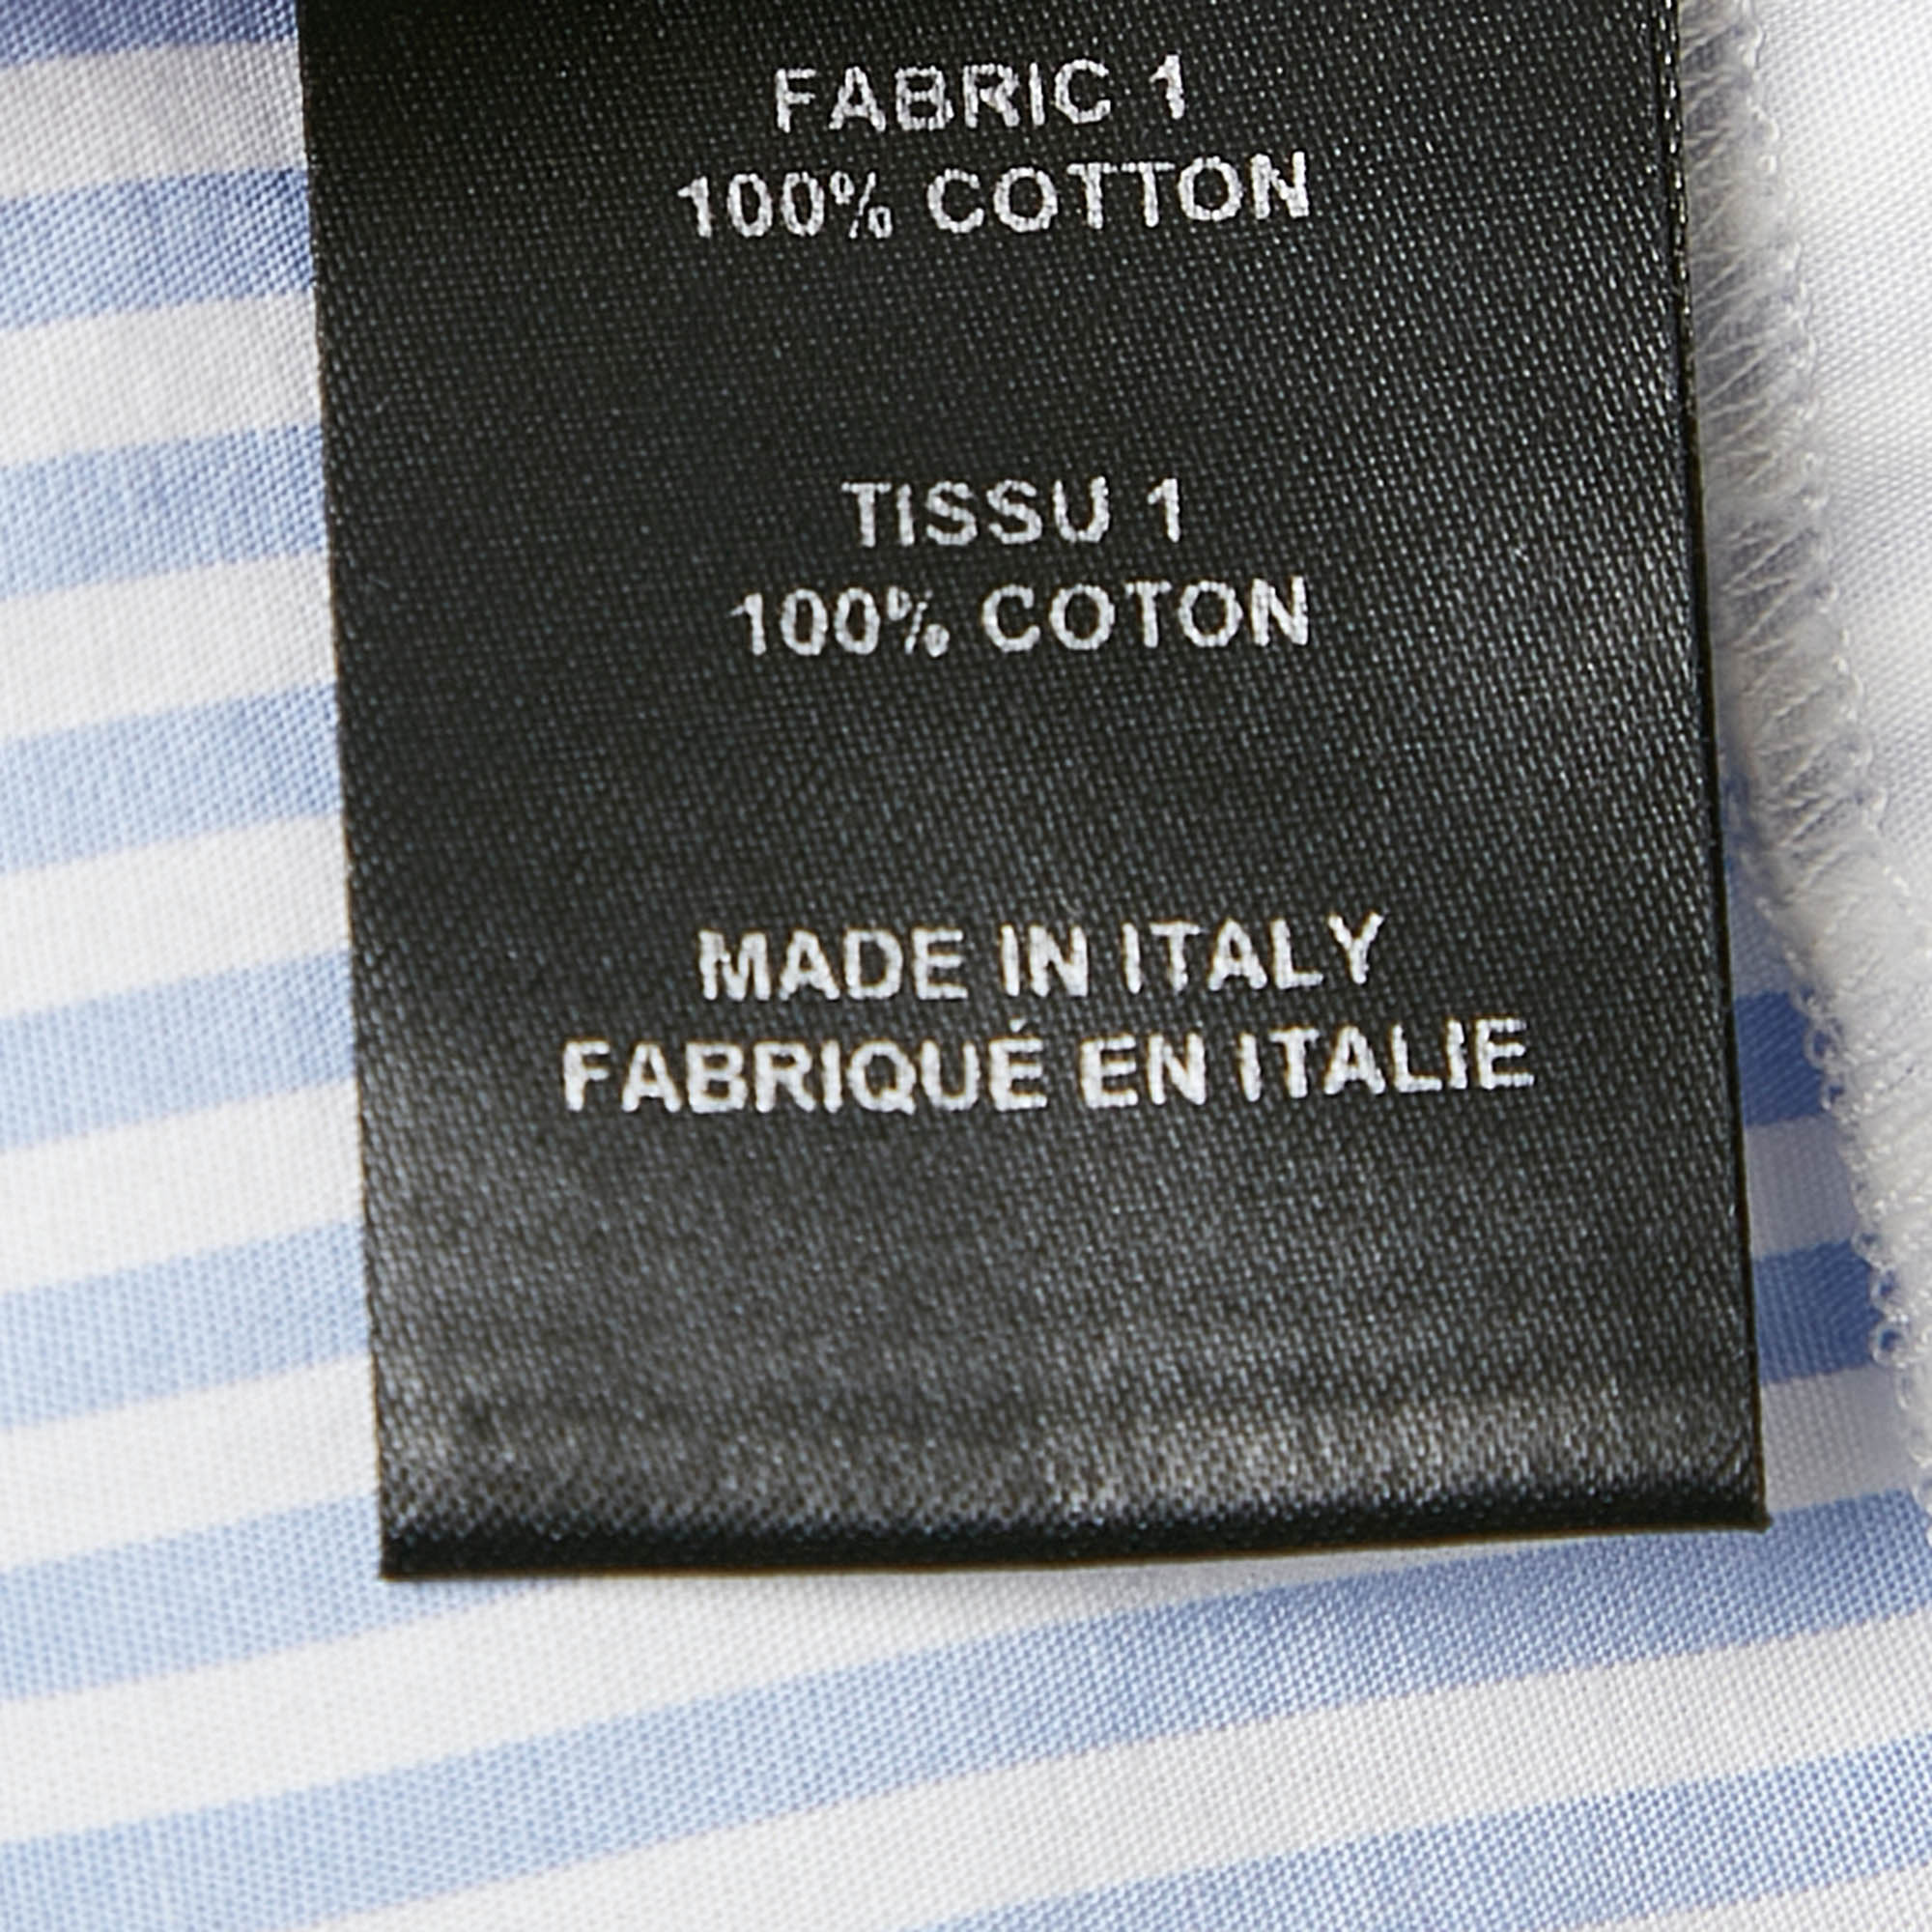 FABRIC 1
100% COTTON
TISSU 1
100% COTON
MADE IN ITALY
FABRIQUÉ EN ITALIE